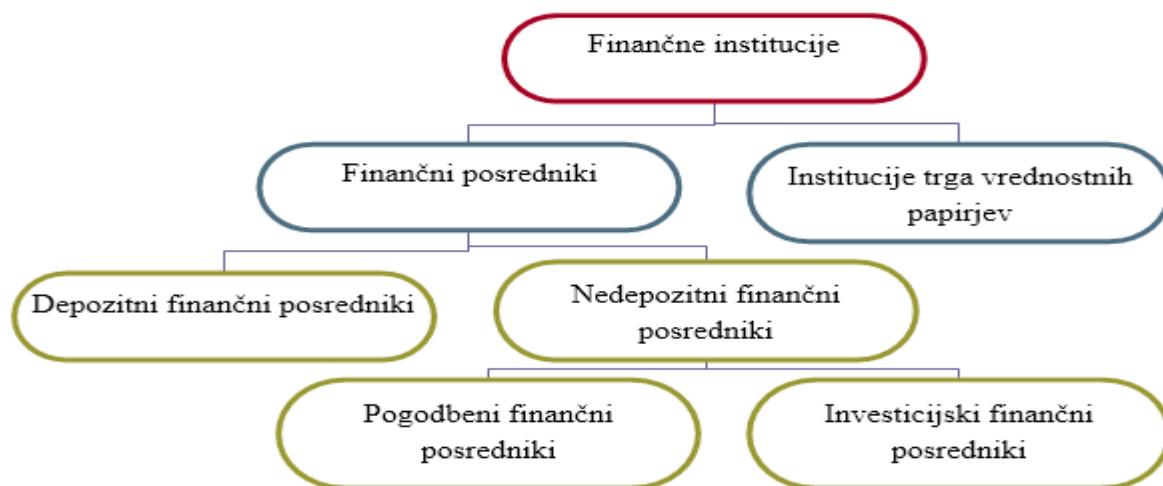 Finančne institucije
Finančni posredniki
Institucije trga vrednostnih
papirjev
Depozitni finančni posredniki
Nedepozitni finančni
posredniki
Pogodbeni finančni
posredniki
Investicijski finančni
posredniki